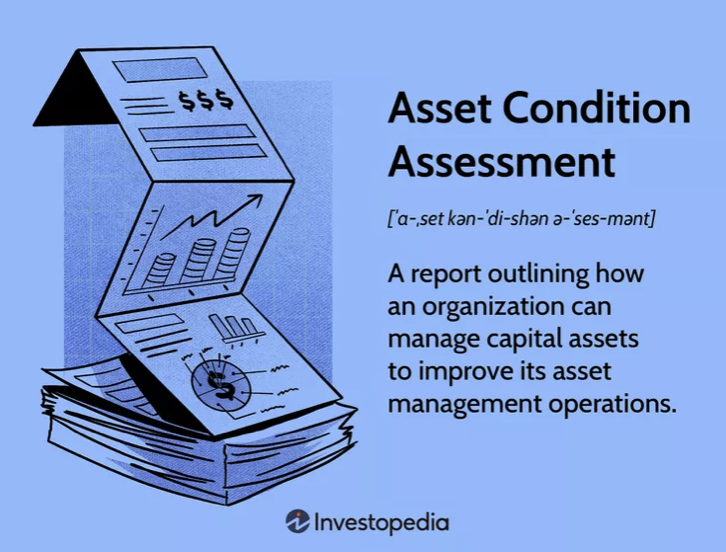 $$$
Asset Condition
Assessment
['ɑ-ˌset kən-ˈdi-shən ə-ˈses-mənt]
A report outlining how
an organization can
manage capital assets
to improve its asset
management operations.
$
Investopedia